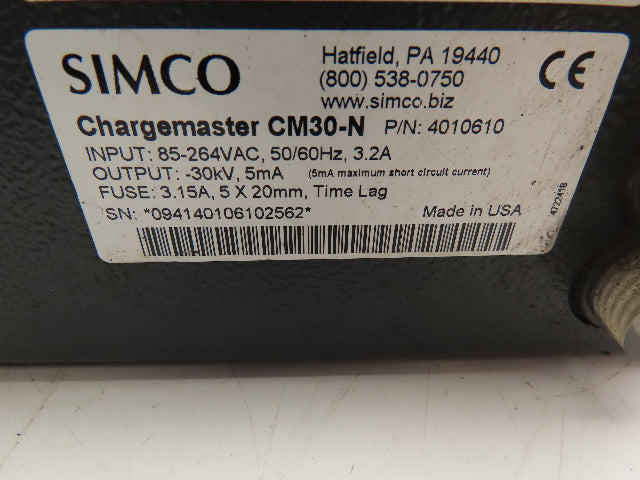 SIMCO
Hatfield, PA 19440
(800) 538-0750
www.simco.biz
CE
Chargemaster CM30-N P/N: 4010610
INPUT: 85-264VAC, 50/60Hz, 3.2A
OUTPUT: -30kV, 5mA (5mA maximum short circuit current)
FUSE: 3.15A, 5 X 20mm, Time Lag
SN: *094140106102562* Made in USA
4722418